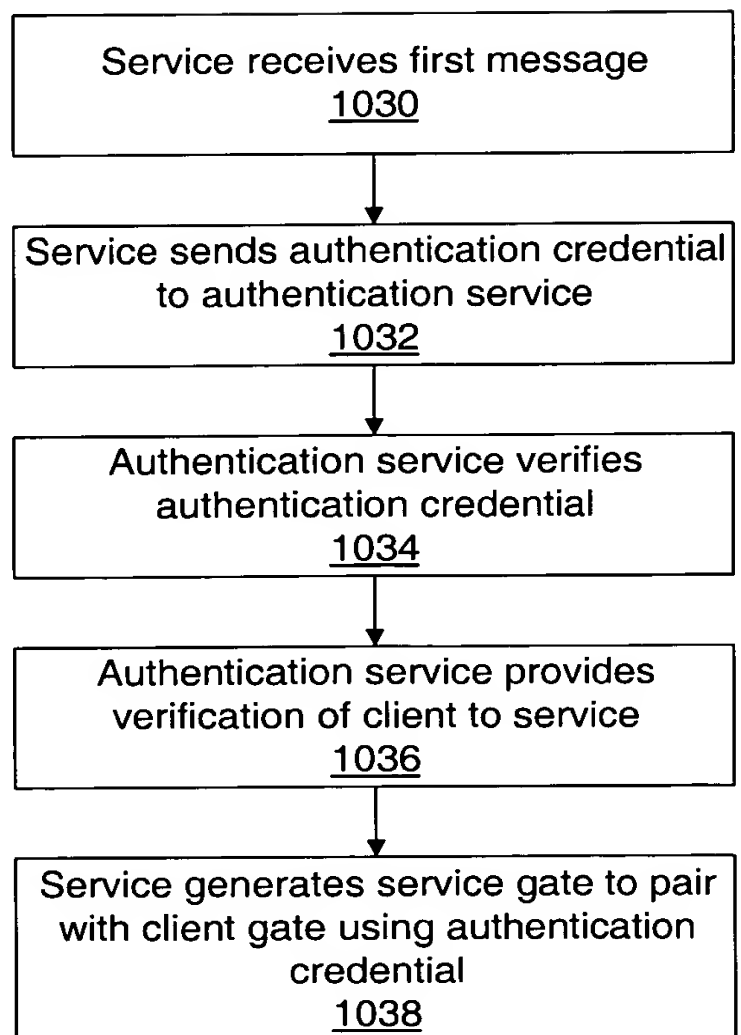 Service receives first message
1030
Service sends authentication credential
to authentication service
1032
Authentication service verifies
authentication credential
1034
Authentication service provides
verification of client to service
1036
Service generates service gate to pair
with client gate using authentication
credential
1038